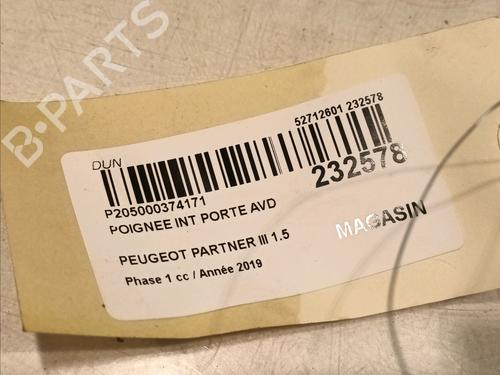 B-PARTS
52712601 232578
DUN
232578
P205000374171
POIGNEE INT PORTE AVD
MAGASIN
PEUGEOT PARTNER III 1.5
Phase 1 cc / Année 2019